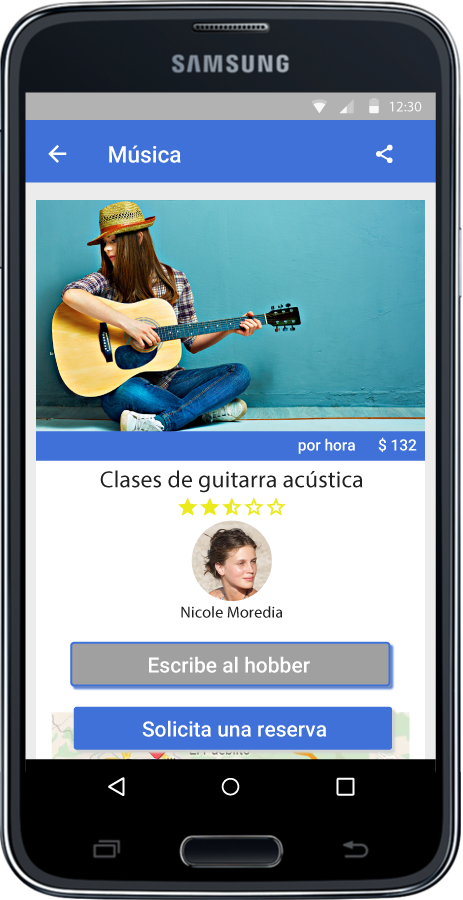 SAMSUNG
12:30
Música
por hora $ 132
Clases de guitarra acústica
Nicole Moredia
Escribe al hobber
Solicita una reserva
El Pueblito